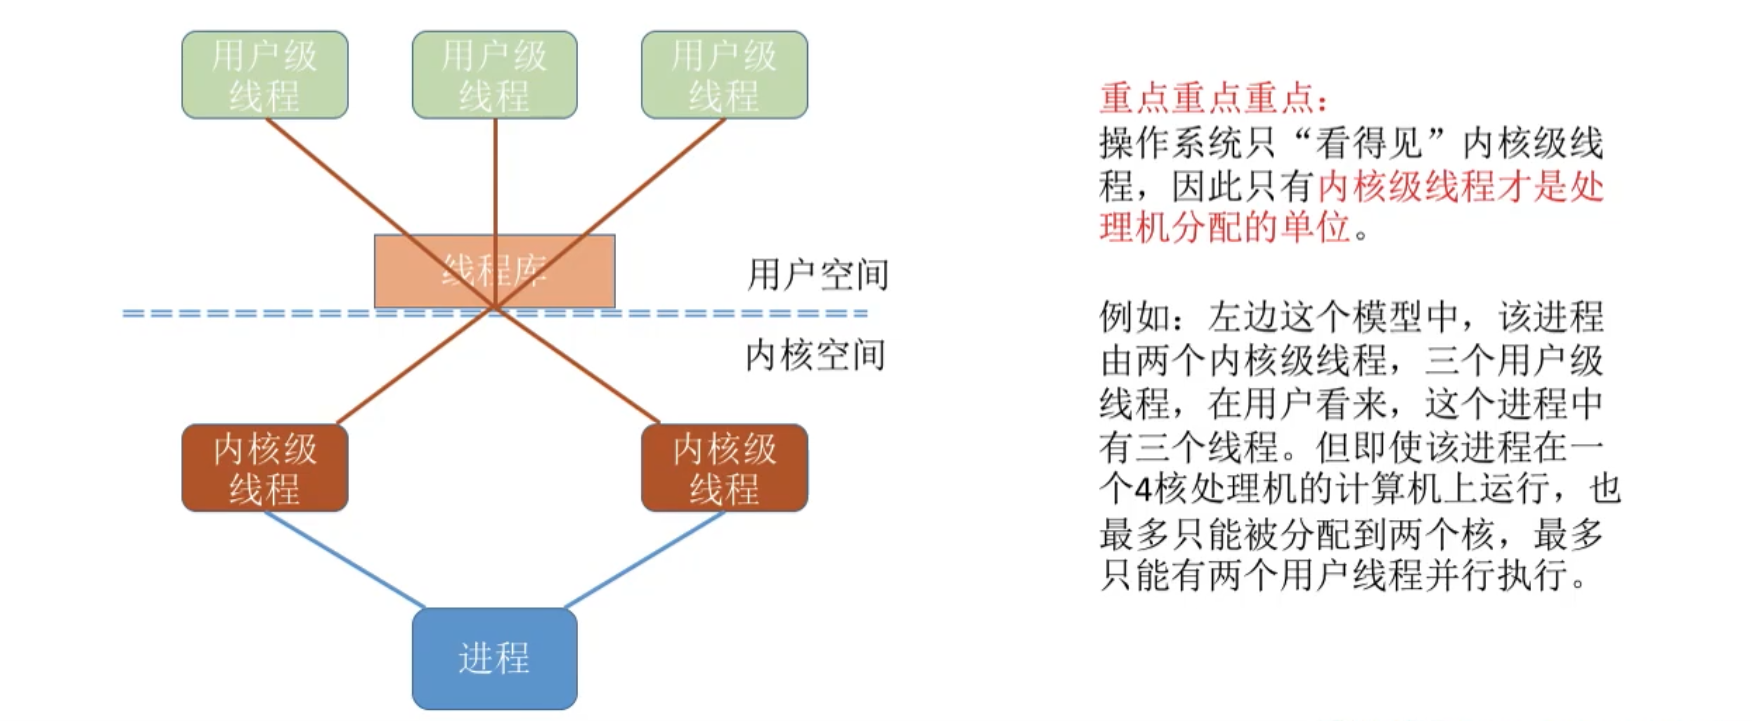 用户级
线程
用户级
线程
用户级
线程
线程库
用户空间
内核空间
内核级
线程
内核级
线程
进程
重点重点重点：
操作系统只“看得见”内核级线
程，因此只有内核级线程才是处
理机分配的单位。
例如：左边这个模型中，该进程
由两个内核级线程，三个用户级
线程，在用户看来，这个进程中
有三个线程。但即使该进程在一
个4核处理机的计算机上运行，也
最多只能被分配到两个核，最多
只能有两个用户线程并行执行。